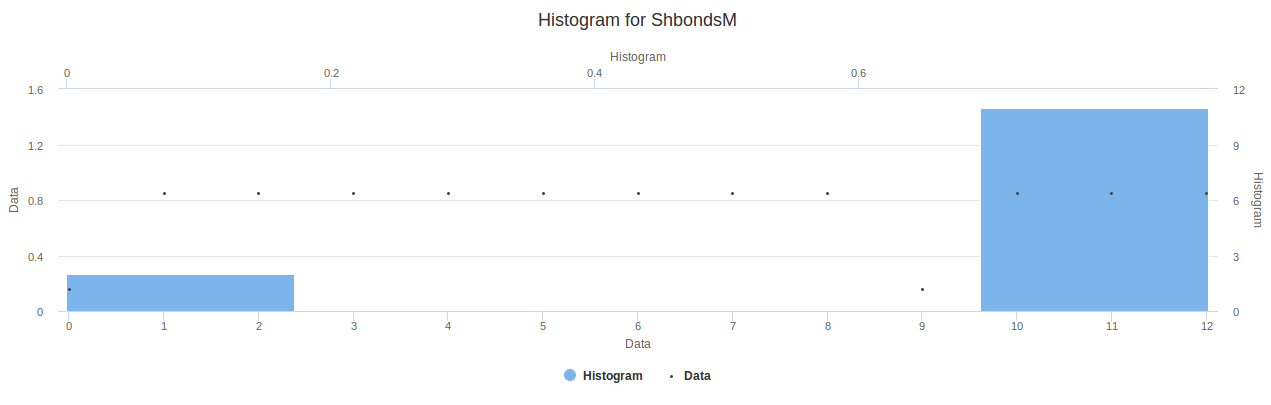 Histogram for ShbondsM
Histogram
0 0.2 0.4 0.6
1.6 12
1.2 9
Data 0.8 6 Histogram
0.4 3
0 0
0 1 2 3 4 5 6 7 8 9 10 11 12
Data
Histogram Data